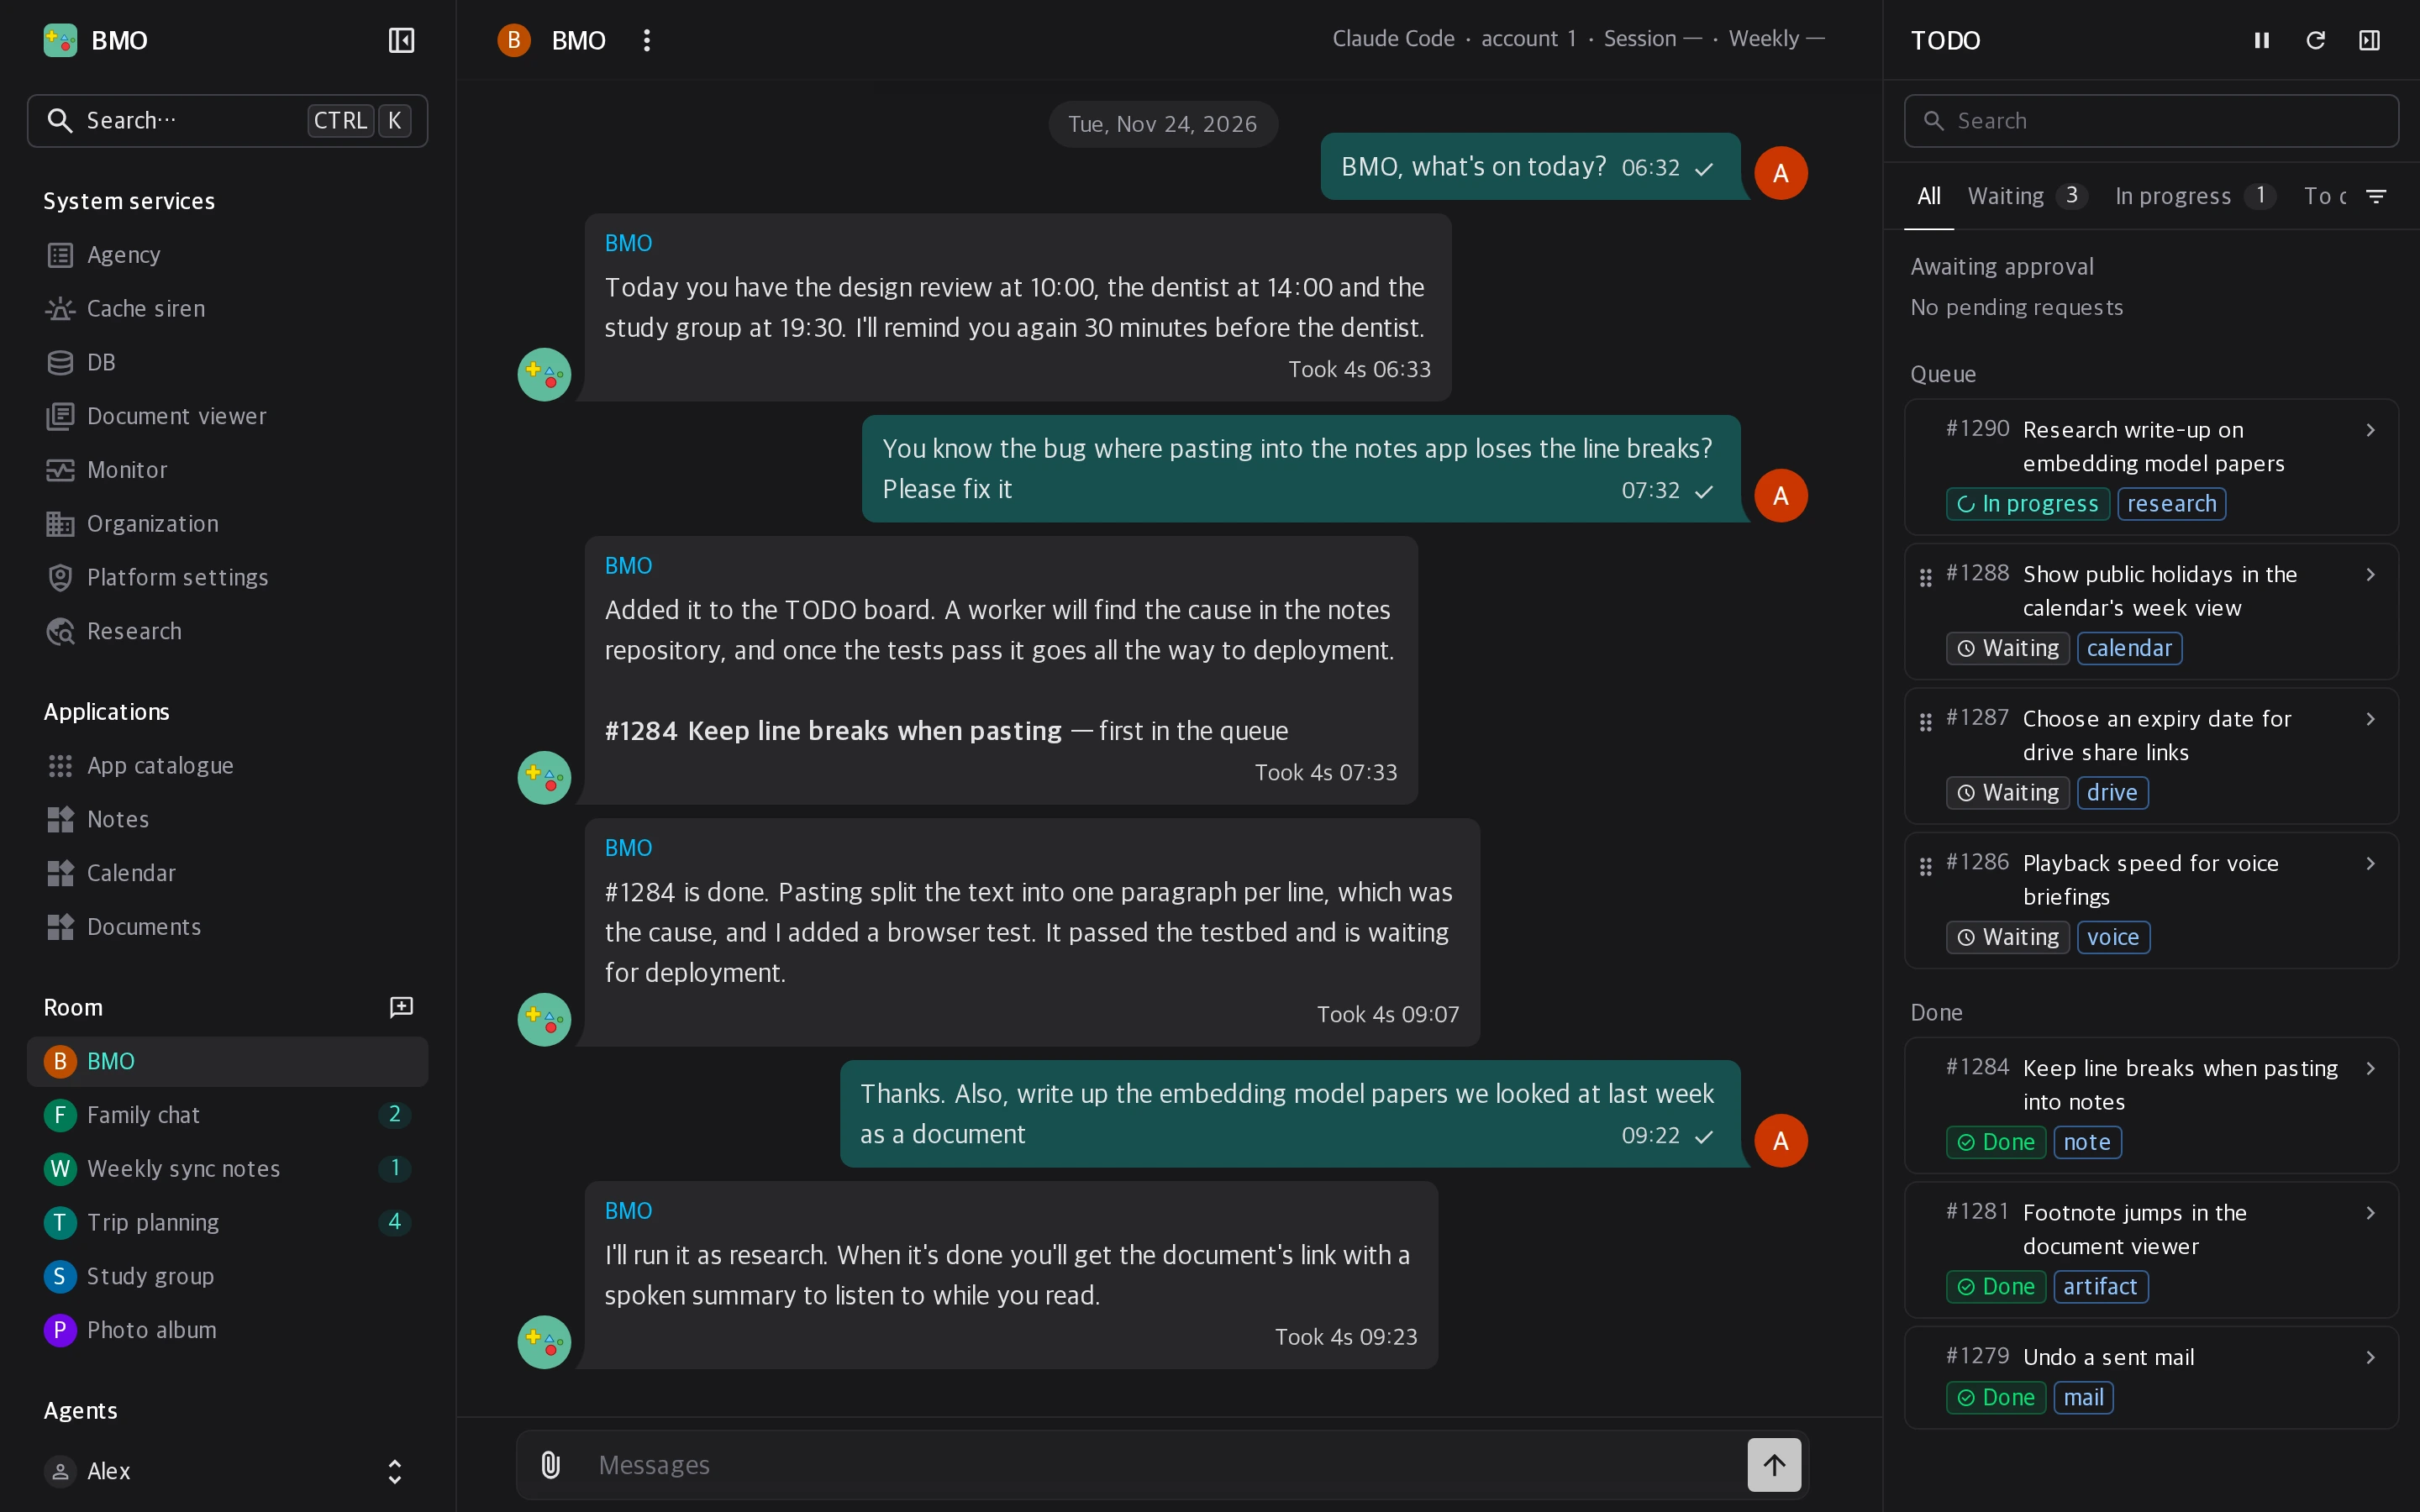 BMO
Search…
CTRL K
System services
Agency
Cache siren
DB
Document viewer
Monitor
Organization
Platform settings
Research
Applications
App catalogue
Notes
Calendar
Documents
Room
B BMO
F Family chat 2
W Weekly sync notes 1
T Trip planning 4
S Study group
P Photo album
Agents
Alex
B BMO
Claude Code · account 1 · Session — · Weekly —
Tue, Nov 24, 2026
BMO, what's on today? 06:32
A
BMO
Today you have the design review at 10:00, the dentist at 14:00 and the
study group at 19:30. I'll remind you again 30 minutes before the dentist.
Took 4s 06:33
You know the bug where pasting into the notes app loses the line breaks?
Please fix it 07:32
A
BMO
Added it to the TODO board. A worker will find the cause in the notes
repository, and once the tests pass it goes all the way to deployment.
#1284 Keep line breaks when pasting — first in the queue
Took 4s 07:33
BMO
#1284 is done. Pasting split the text into one paragraph per line, which was
the cause, and I added a browser test. It passed the testbed and is waiting
for deployment.
Took 4s 09:07
Thanks. Also, write up the embedding model papers we looked at last week
as a document 09:22
A
BMO
I'll run it as research. When it's done you'll get the document's link with a
spoken summary to listen to while you read.
Took 4s 09:23
Messages
TODO
Search
All Waiting 3 In progress 1 To
Awaiting approval
No pending requests
Queue
#1290 Research write-up on
embedding model papers
In progress research
#1288 Show public holidays in the
calendar's week view
Waiting calendar
#1287 Choose an expiry date for
drive share links
Waiting drive
#1286 Playback speed for voice
briefings
Waiting voice
Done
#1284 Keep line breaks when pasting
into notes
Done note
#1281 Footnote jumps in the
document viewer
Done artifact
#1279 Undo a sent mail
Done mail